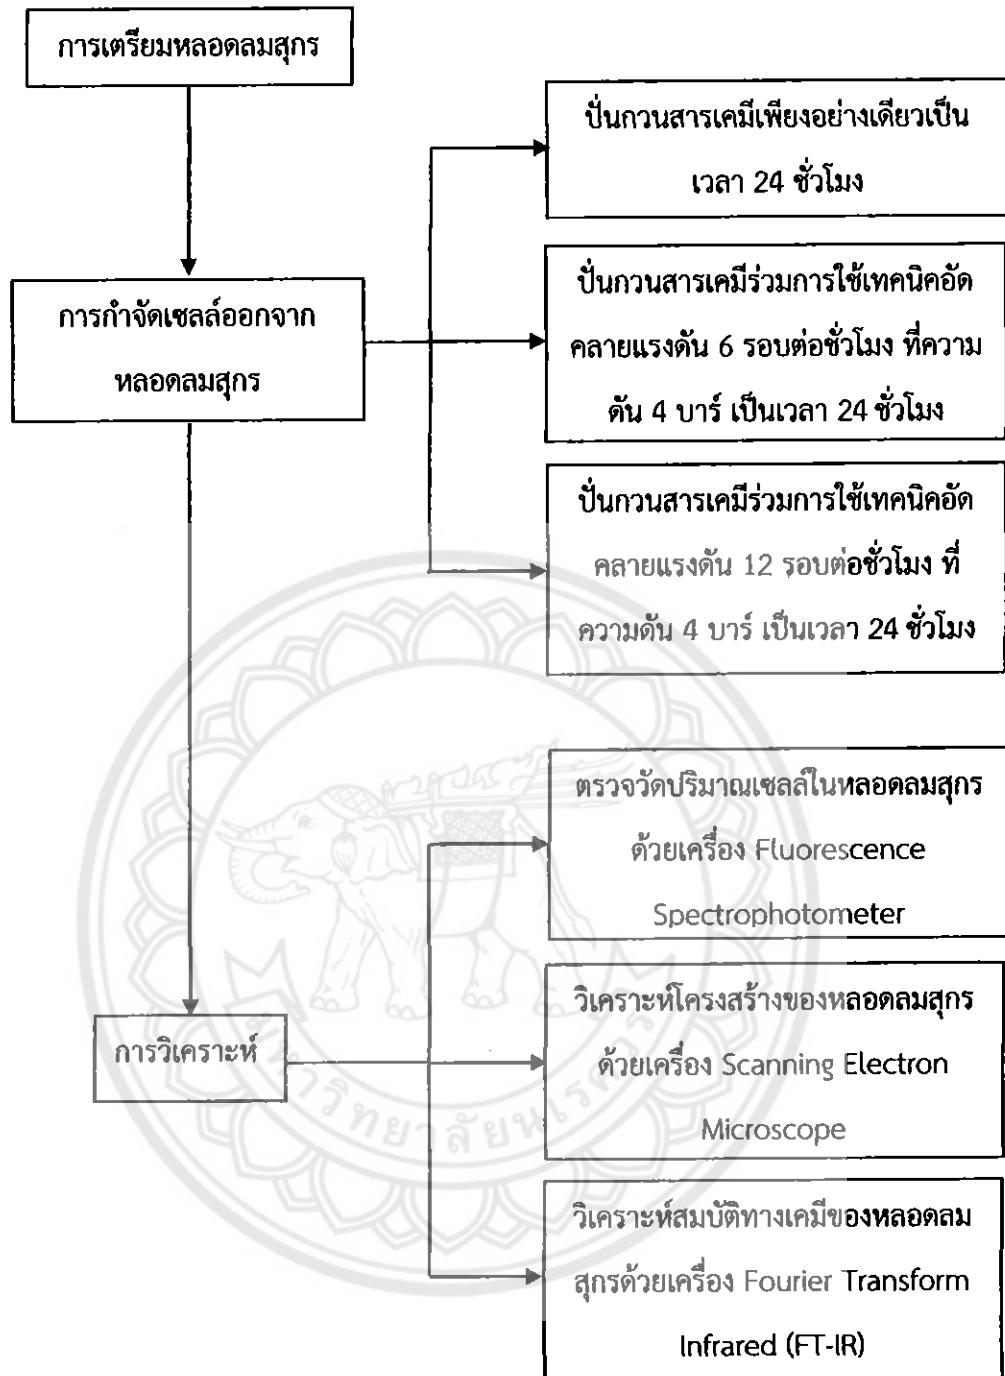 การเตรียมหลอดลมสุกร
ปั่นกวนสารเคมีเพียงอย่างเดียวเป็น
เวลา 24 ชั่วโมง
การกำจัดเซลล์ออกจาก
หลอดลมสุกร
ปั่นกวนสารเคมีร่วมการใช้เทคนิคอัด
คลายแรงดัน 6 รอบต่อชั่วโมง ที่ความ
ดัน 4 บาร์ เป็นเวลา 24 ชั่วโมง
ปั่นกวนสารเคมีร่วมการใช้เทคนิคอัด
คลายแรงดัน 12 รอบต่อชั่วโมง ที่
ความดัน 4 บาร์ เป็นเวลา 24 ชั่วโมง
ตรวจวัดปริมาณเซลล์ในหลอดลมสุกร
ด้วยเครื่อง Fluorescence
Spectrophotometer
การวิเคราะห์
วิเคราะห์โครงสร้างของหลอดลมสุกร
ด้วยเครื่อง Scanning Electron
Microscope
วิเคราะห์สมบัติทางเคมีของหลอดลม
สุกรด้วยเครื่อง Fourier Transform
Infrared (FT-IR)
มหาวิทยาลัยนเรศวร